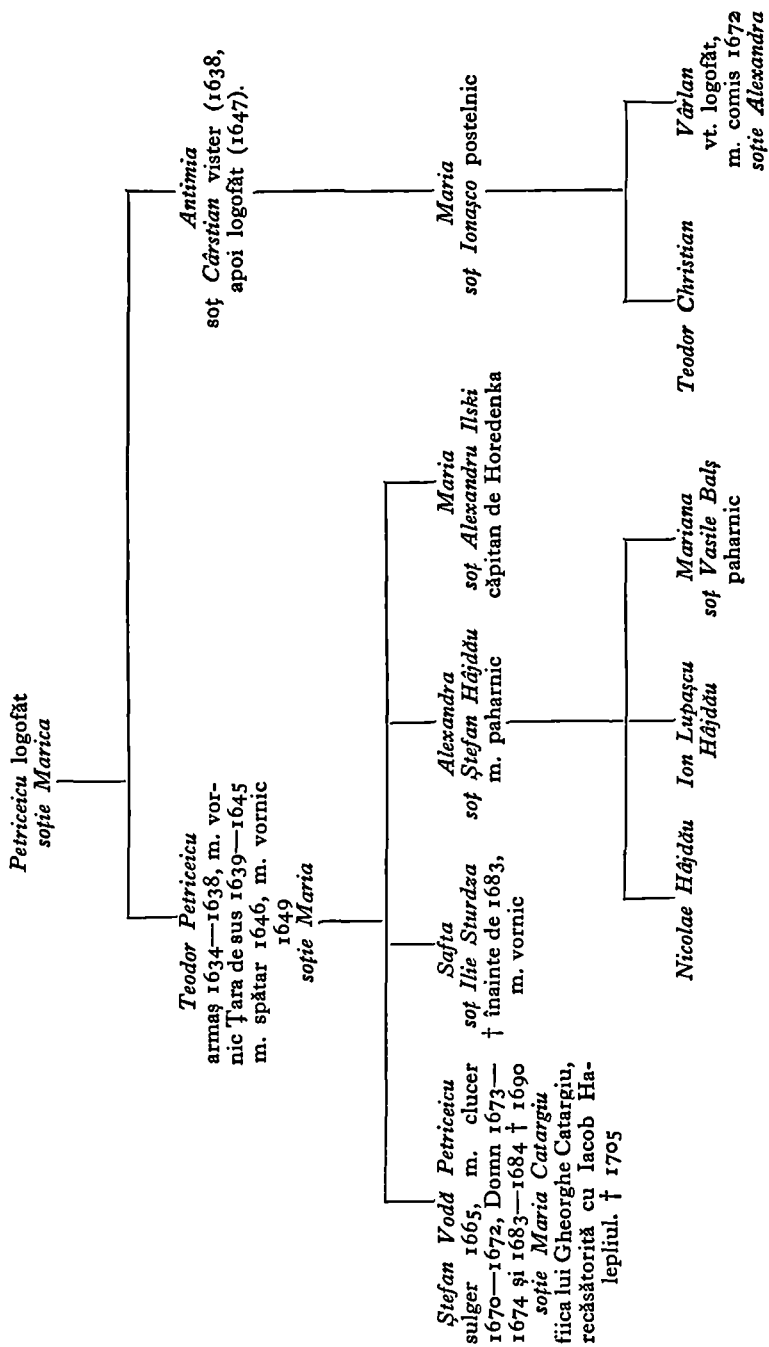 Petriceicu logofăt
soție Marica
Teodor Petriceicu
armaș 1634—1638, m. vor-
nic Țara de sus 1639—1645
m. spătar 1646, m. vornic
1649
soție Maria
Antimia
soț Cârstian vister (1638,
apoi logofăt (1647).
Ștefan Vodă Petriceicu
sulger 1665, m. clucer
1670—1672, Domn 1673—
1674 și 1683—1684 † 1690
soție Maria Catargiu
fiica lui Gheorghe Catargiu,
recăsătorită cu Iacob Ha-
lepliul. † 1705
Safta
soț Ilie Sturdza
† înainte de 1683,
m. vornic
Alexandra
soț Ștefan Hâjdău
m. paharnic
Maria
soț Alexandru Ilski
căpitan de Horedenka
Maria
soț Ionașco postelnic
Nicolae Hâjdău
Ion Lupașcu
Hâjdău
Mariana
soț Vasile Balș
paharnic
Teodor Christian
Vârlan
vt. logofăt,
m. comis 1672
soție Alexandra